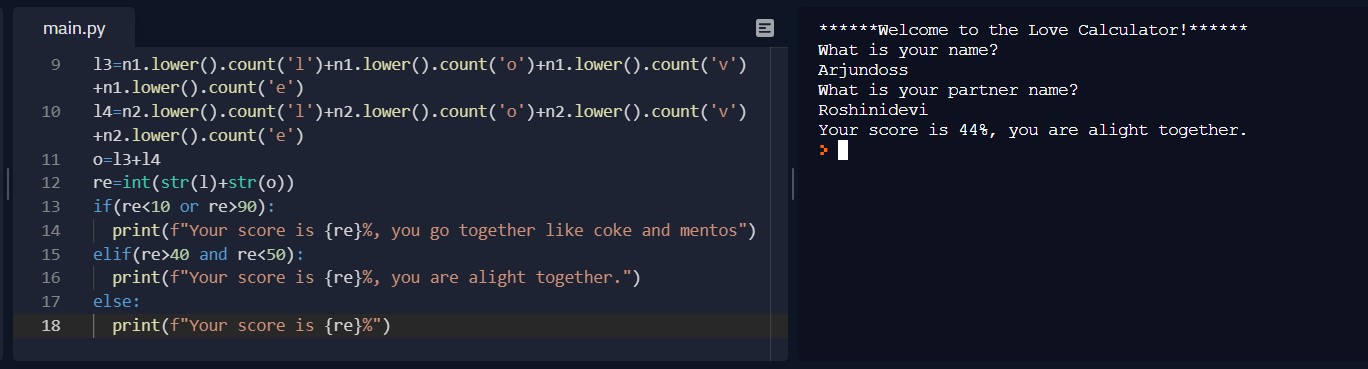 main.py
9 l3=n1.lower().count('l')+n1.lower().count('o')+n1.lower().count('v')
+n1.lower().count('e')
10 l4=n2.lower().count('l')+n2.lower().count('o')+n2.lower().count('v')
+n2.lower().count('e')
11 o=l3+l4
12 re=int(str(l)+str(o))
13 if(re<10 or re>90):
14 print(f"Your score is {re}%, you go together like coke and mentos")
15 elif(re>40 and re<50):
16 print(f"Your score is {re}%, you are alight together.")
17 else:
18 print(f"Your score is {re}%")
******Welcome to the Love Calculator!******
What is your name?
Arjundoss
What is your partner name?
Roshinidevi
Your score is 44%, you are alight together.
>